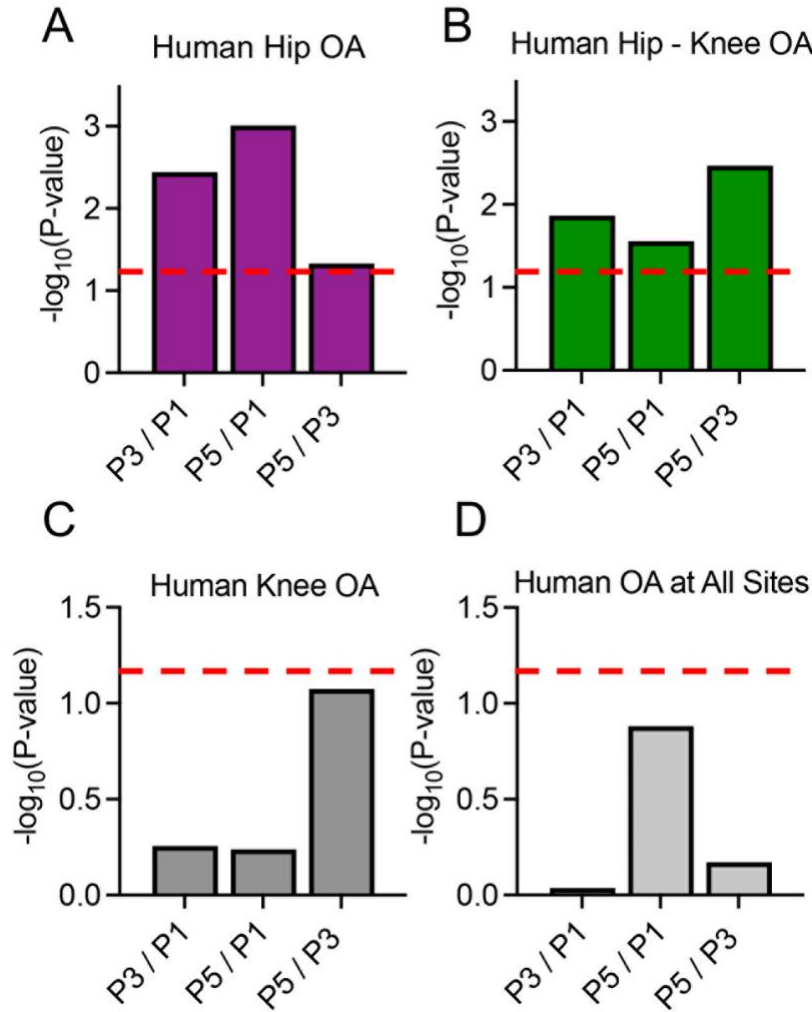 A
Human Hip OA
-log10(P-value)
3
2
1
0
P3 / P1
P5 / P1
P5 / P3
B
Human Hip - Knee OA
-log10(P-value)
3
2
1
0
P3 / P1
P5 / P1
P5 / P3
C
Human Knee OA
-log10(P-value)
1.5
1.0
0.5
0.0
P3 / P1
P5 / P1
P5 / P3
D
Human OA at All Sites
-log10(P-value)
1.5
1.0
0.5
0.0
P3 / P1
P5 / P1
P5 / P3